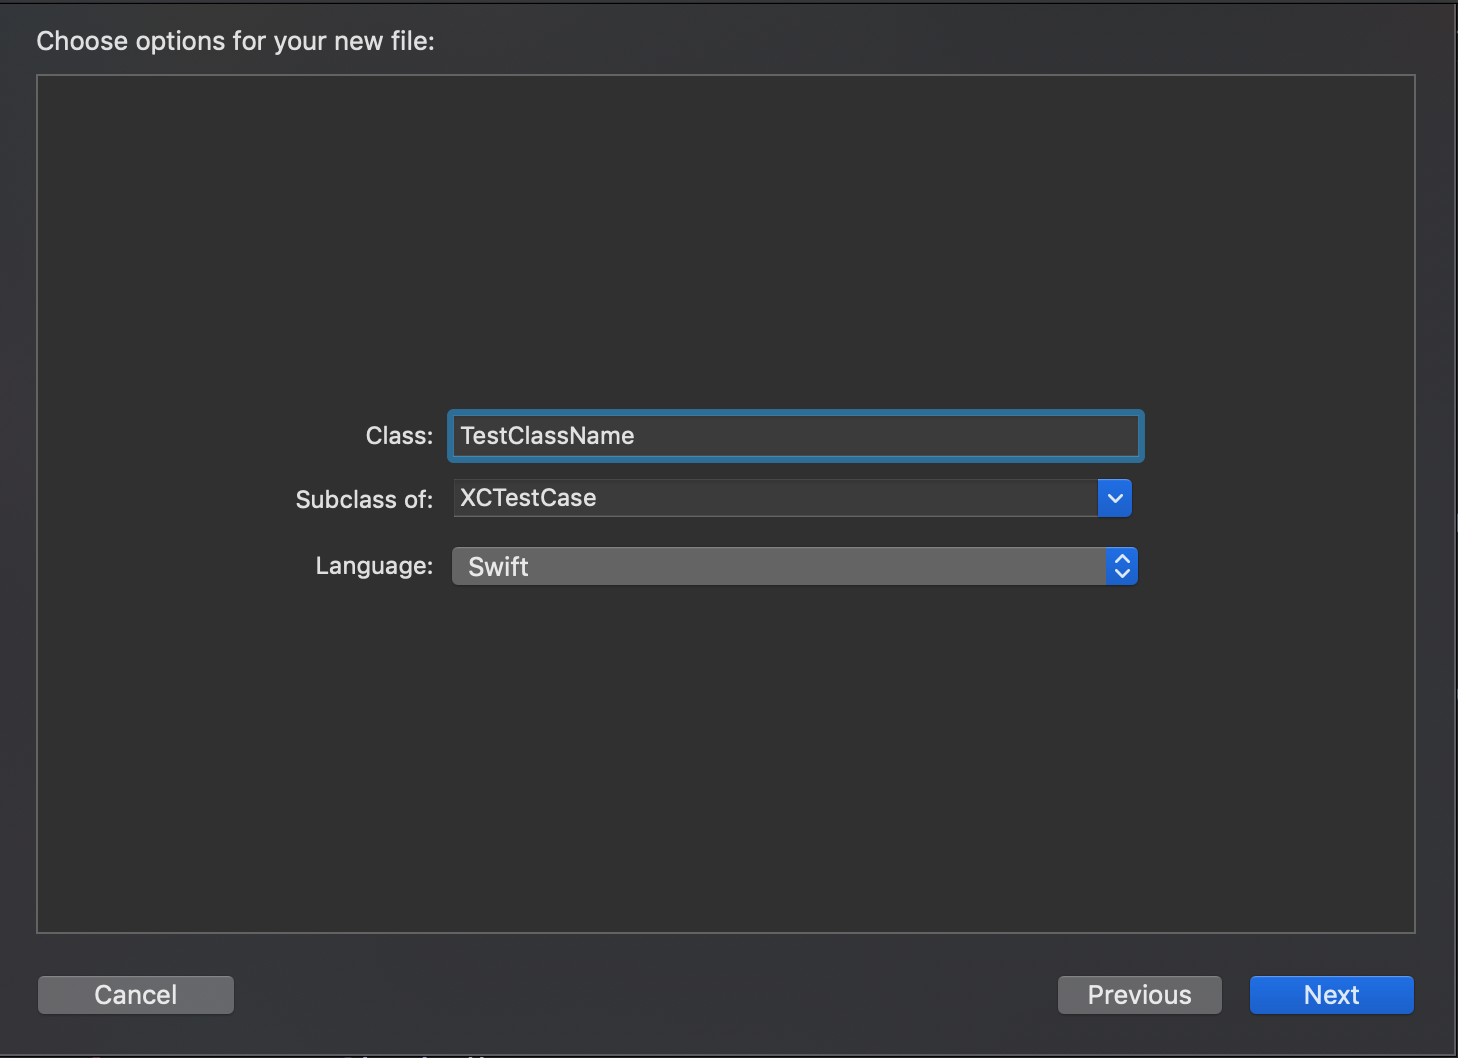 Choose options for your new file:
Class: TestClassName
Subclass of: XCTestCase
Language: Swift
Cancel Previous Next